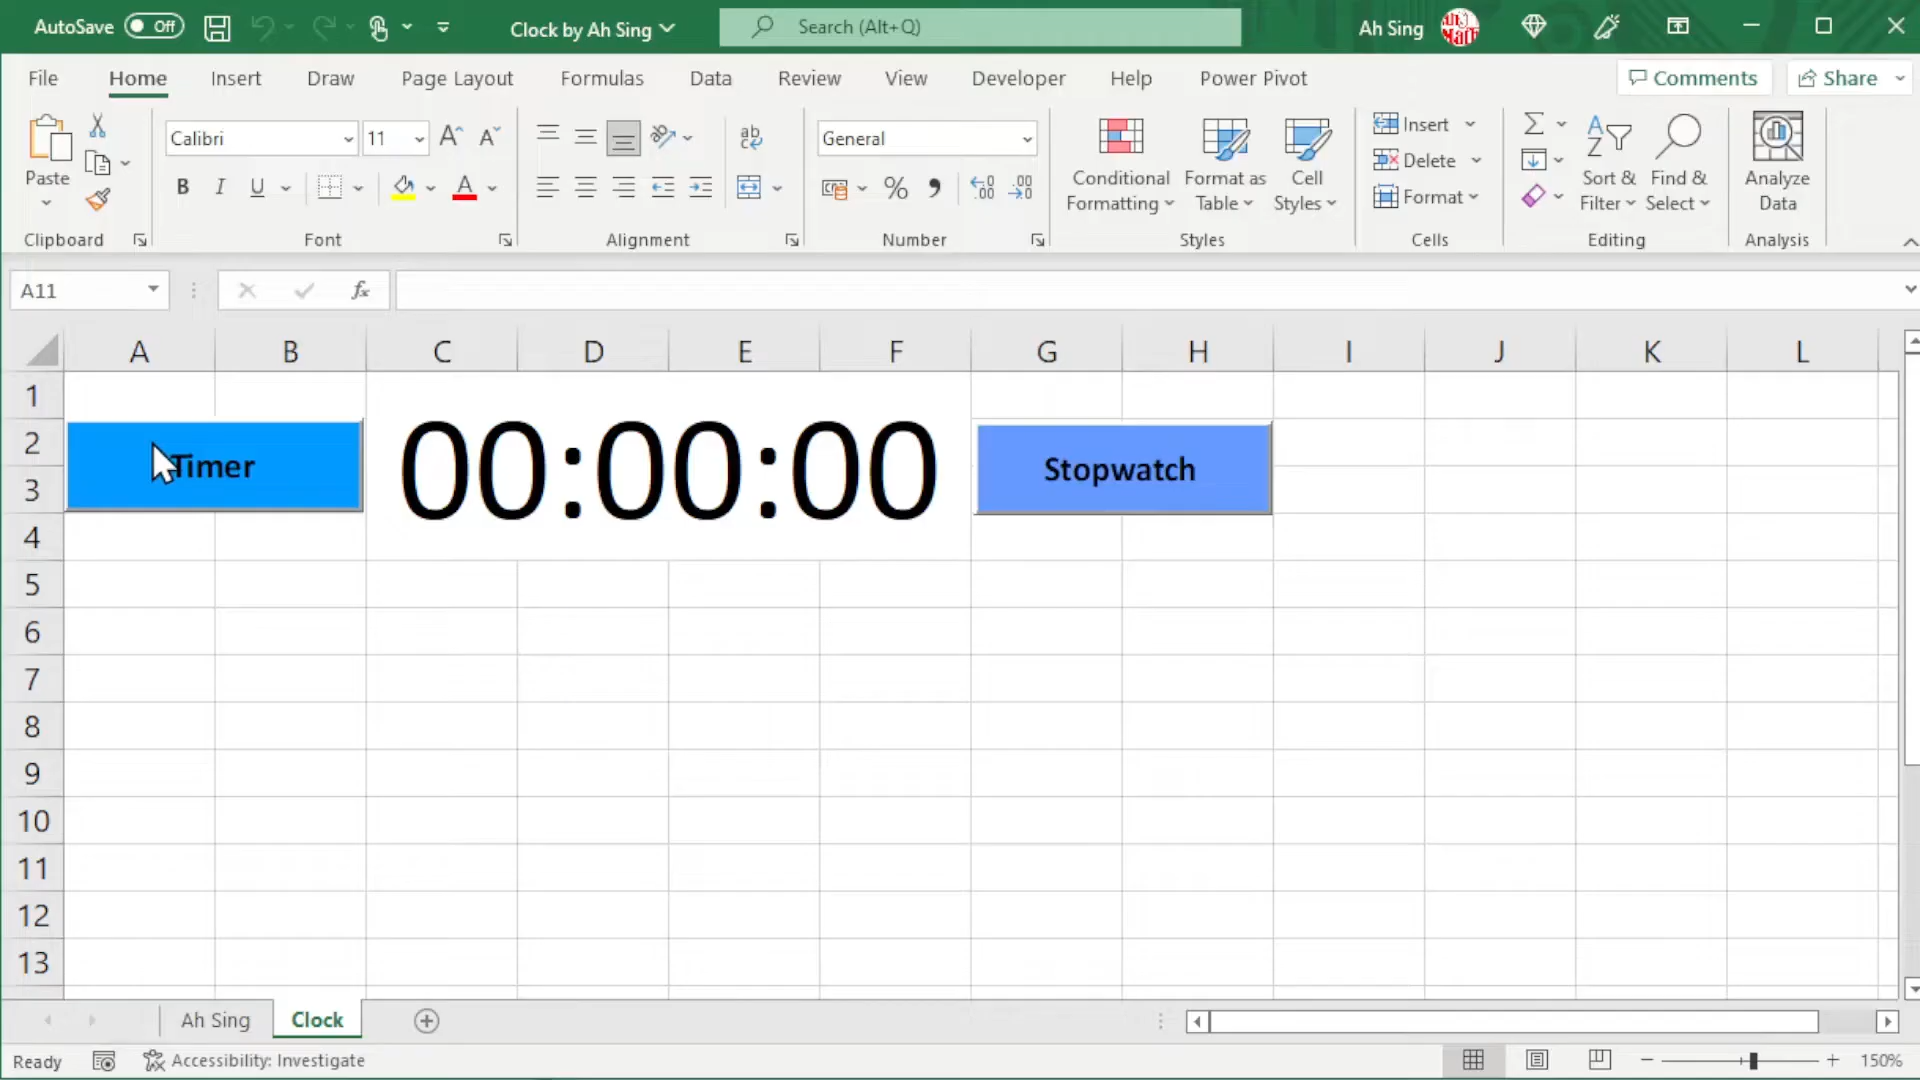 AutoSave Off Clock by Ah Sing Search (Alt+Q) Ah Sing
File Home Insert Draw Page Layout Formulas Data Review View Developer Help Power Pivot Comments Share
Paste
Clipboard
Calibri 11
B I U
Font
ab
Alignment
General
%
Number
Conditional Formatting
Format as Table
Cell Styles
Styles
Insert
Delete
Format
Cells
Sort & Filter
Find & Select
Editing
Analyze Data
Analysis
A11 fx
A B C D E F G H I J K L
1
2
3
4
5
6
7
8
9
10
11
12
13
Timer 00:00:00 Stopwatch
Ah Sing Clock
Ready Accessibility: Investigate 150%